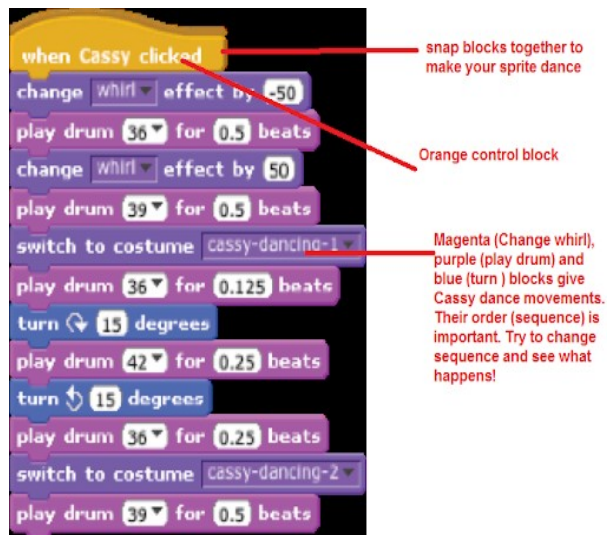 when Cassy clicked
change whirl effect by -50
play drum 36 for 0.5 beats
change whirl effect by 50
play drum 39 for 0.5 beats
switch to costume cassy-dancing-1
play drum 36 for 0.125 beats
turn 15 degrees
play drum 42 for 0.25 beats
turn 15 degrees
play drum 36 for 0.25 beats
switch to costume cassy-dancing-2
play drum 39 for 0.5 beats
snap blocks together to
make your sprite dance
Orange control block
Magenta (Change whirl),
purple (play drum) and
blue (turn ) blocks give
Cassy dance movements.
Their order (sequence) is
important. Try to change
sequence and see what
happens!